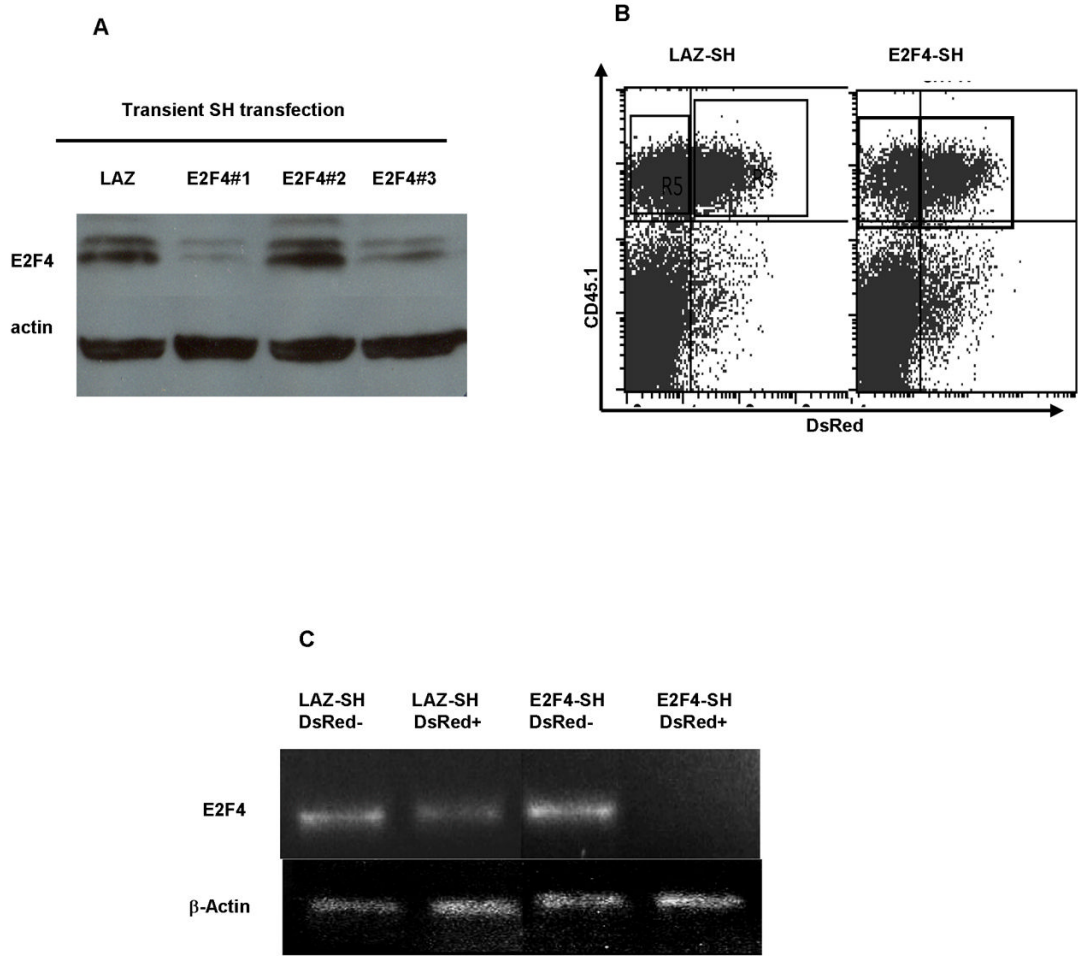 A
Transient SH transfection
LAZ E2F4#1 E2F4#2 E2F4#3
E2F4
actin
B
LAZ-SH E2F4-SH
R5 R3
CD45.1
DsRed
C
LAZ-SH LAZ-SH E2F4-SH E2F4-SH
DsRed- DsRed+ DsRed- DsRed+
E2F4
β-Actin